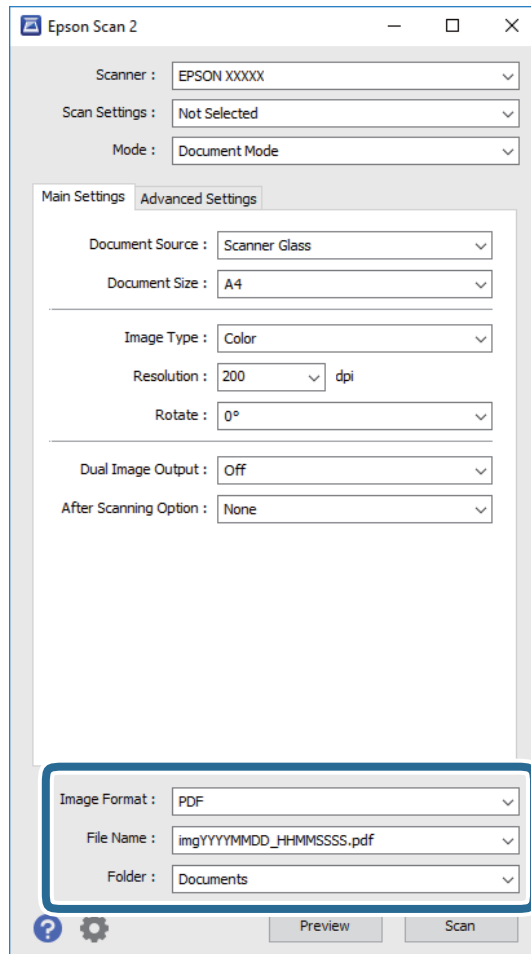 Epson Scan 2
Scanner : EPSON XXXXX
Scan Settings : Not Selected
Mode : Document Mode
Main Settings Advanced Settings
Document Source : Scanner Glass
Document Size : A4
Image Type : Color
Resolution : 200 dpi
Rotate : 0°
Dual Image Output : Off
After Scanning Option : None
Image Format : PDF
File Name : imgYYYYMMDD_HHMMSSSS.pdf
Folder : Documents
? Preview Scan